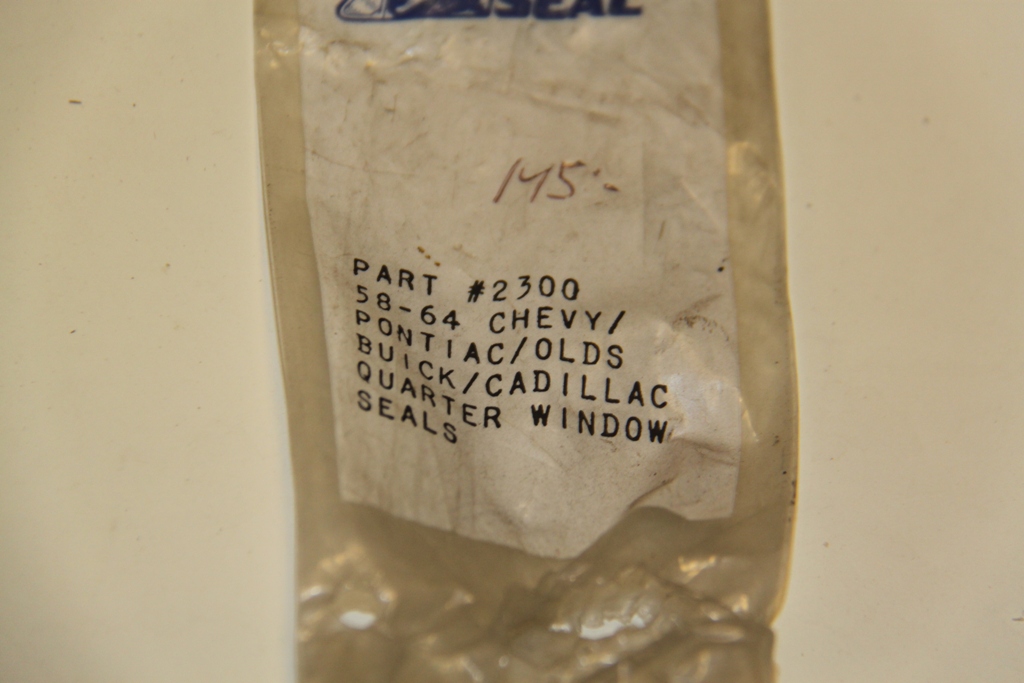 SEAL
145:-
PART #2300
58-64 CHEVY/
PONTIAC/OLDS
BUICK/CADILLAC
QUARTER WINDOW
SEALS